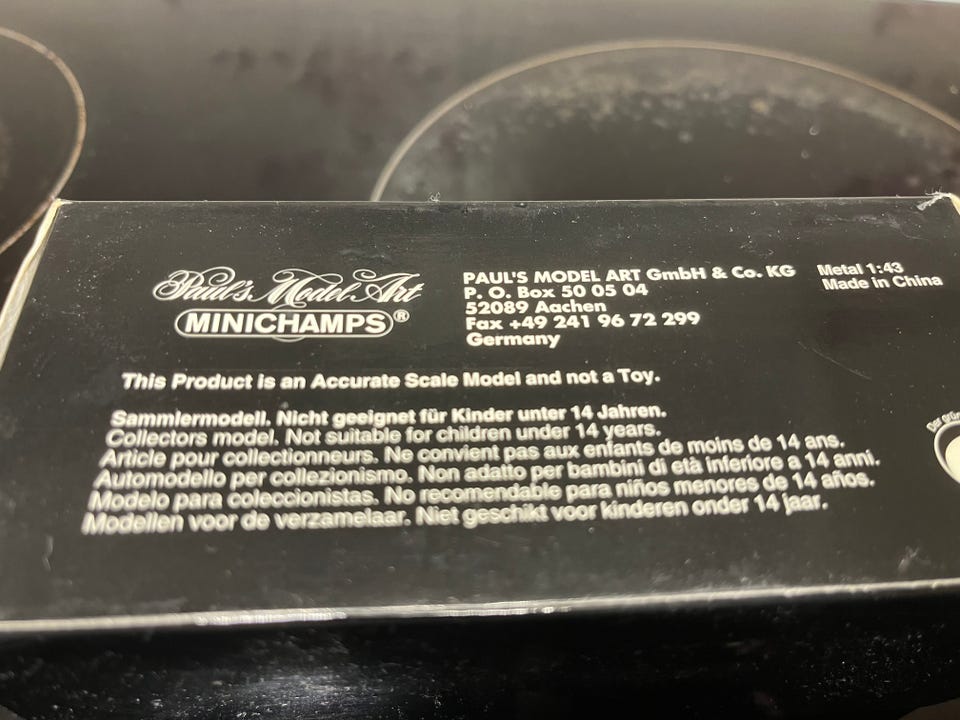 Paul's Model Art
MINICHAMPS®
PAUL'S MODEL ART GmbH & Co. KG
P. O. Box 50 05 04
52089 Aachen
Fax +49 241 96 72 299
Germany
Metal 1:43
Made in China
This Product is an Accurate Scale Model and not a Toy.
Sammlermodell. Nicht geeignet für Kinder unter 14 Jahren.
Collectors model. Not suitable for children under 14 years.
Article pour collectionneurs. Ne convient pas aux enfants de moins de 14 ans.
Automodello per collezionismo. Non adatto per bambini di età inferiore a 14 anni.
Modelo para coleccionistas. No recomendable para niños menores de 14 años.
Modellen voor de verzamelaar. Niet geschikt voor kinderen onder 14 jaar.
Der